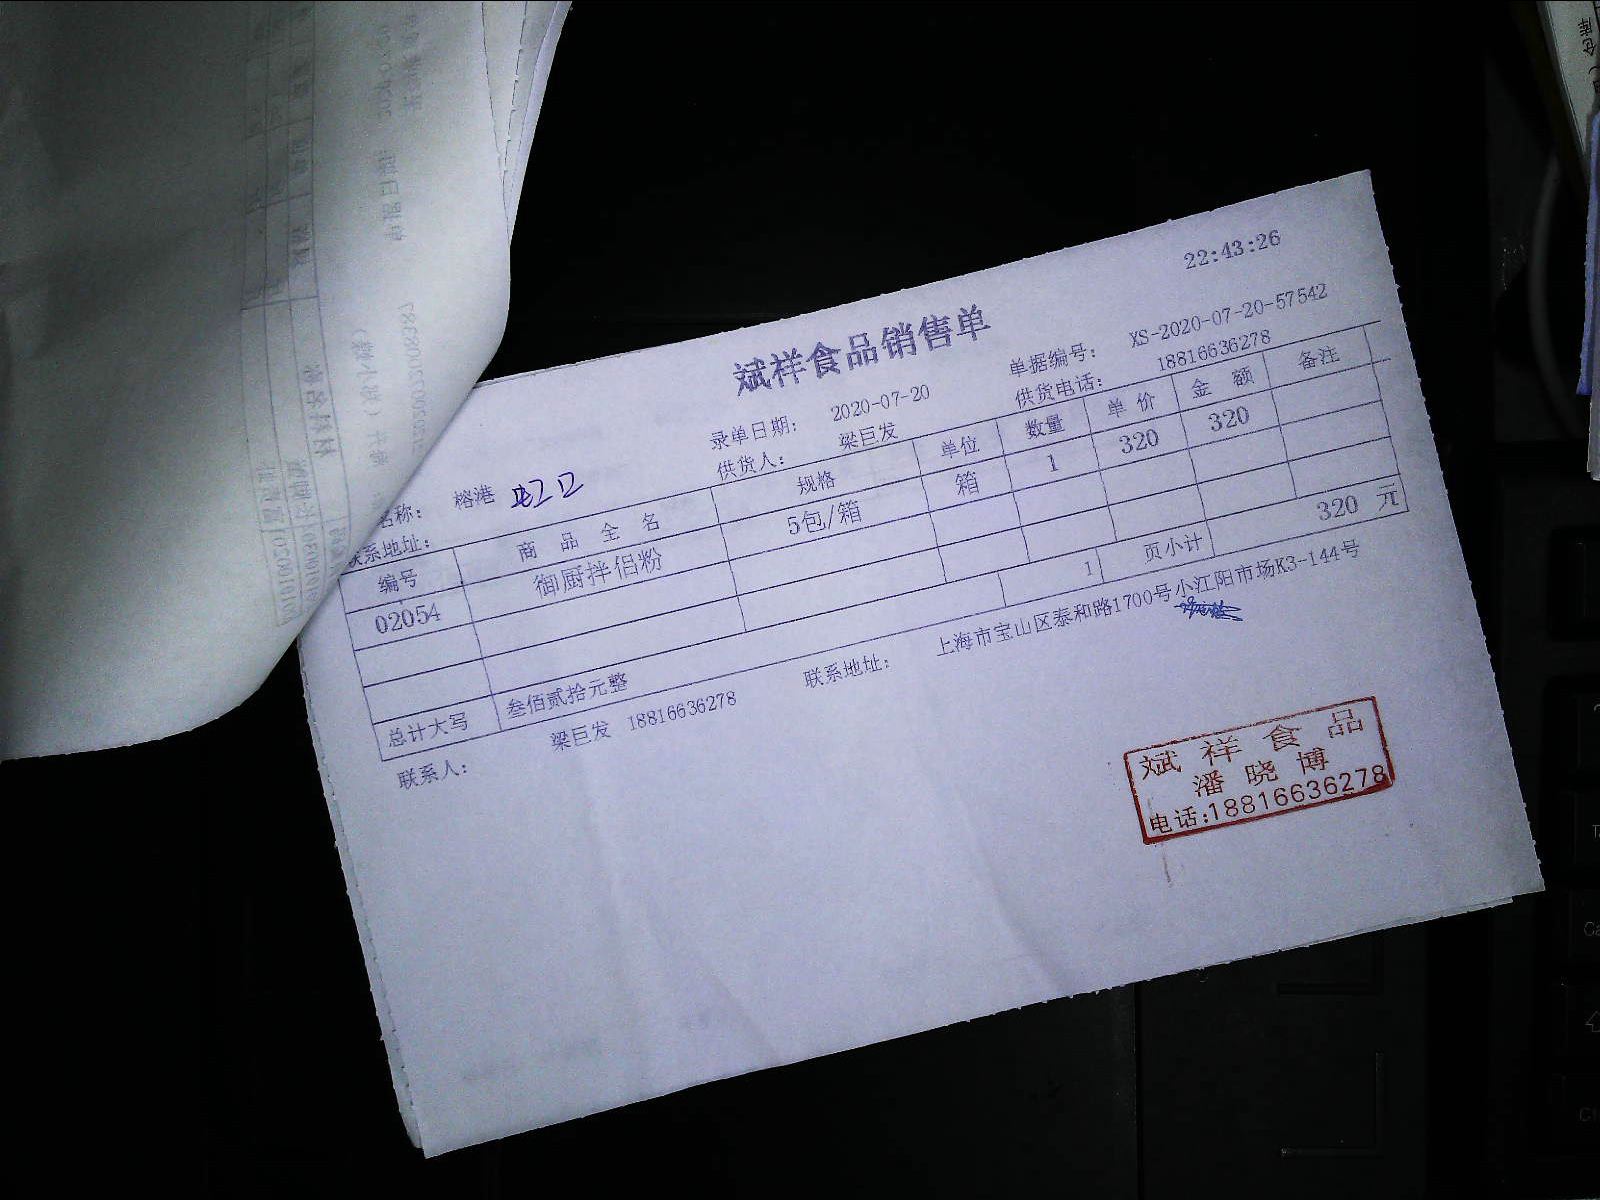 22:43:26
斌祥食品销售单
录单日期: 2020-07-20 单据编号: XS-2020-07-20-57542
名称: 榕港 供货人: 梁巨发 供货电话: 18816636278
联系地址:
编号 商品全名 规格 单位 数量 单价 金额 备注
02054 御厨拌侣粉 5包/箱 箱 1 320 320
总计大写 叁佰贰拾元整 1 页小计 320 元
联系人: 梁巨发 18816636278 联系地址: 上海市宝山区泰和路1700号小江阳市场K3-144号
斌祥食品
潘晓博
电话:18816636278
仓库